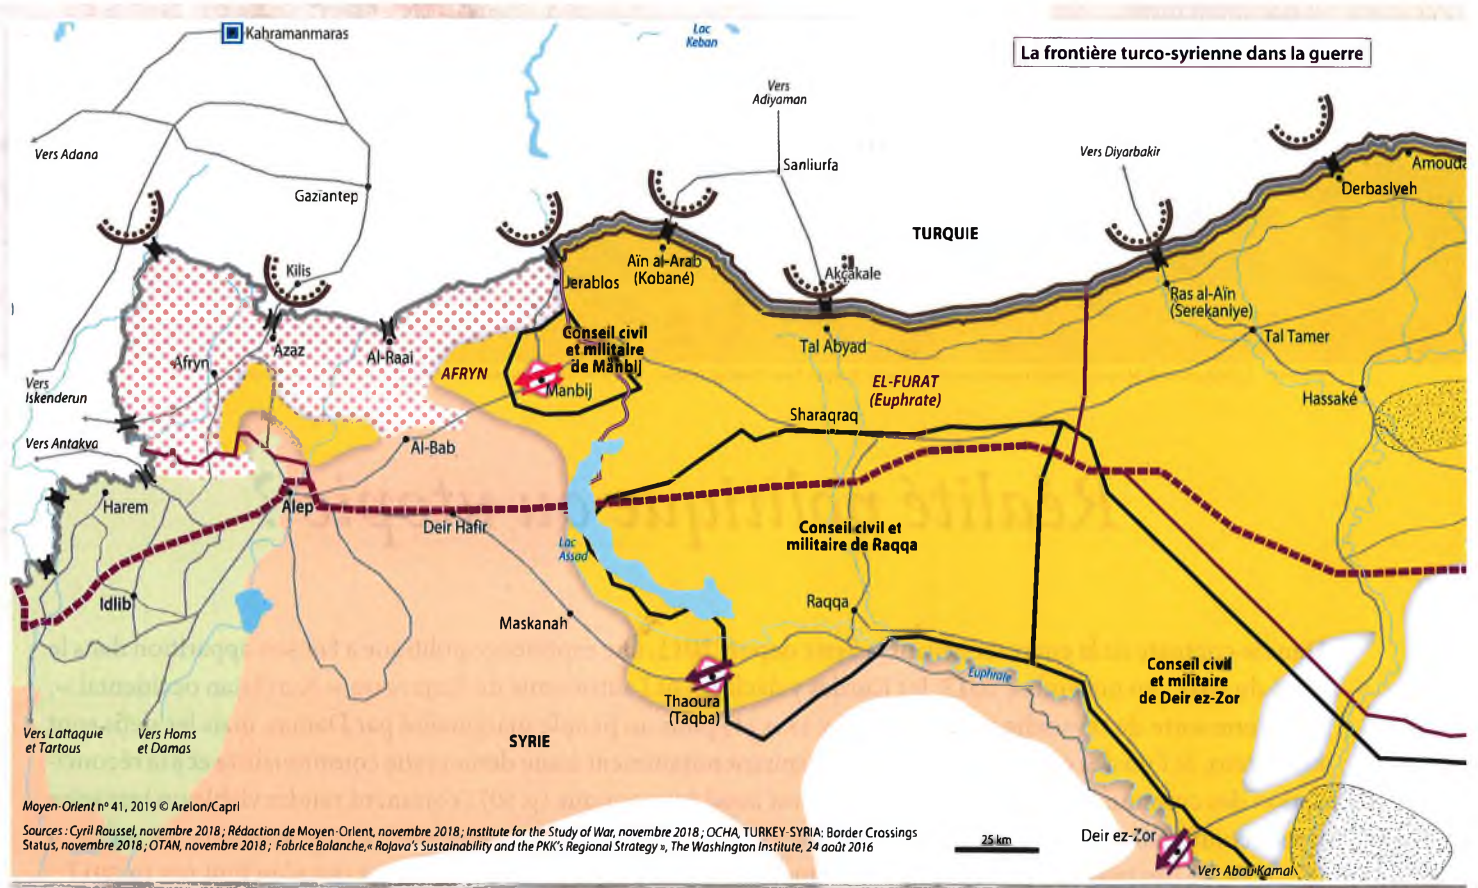 La frontière turco-syrienne dans la guerre
Kahramanmaras
Lac
Keban
Vers
Adiyaman
Vers Adana
Sanliurfa
Vers Diyarbakir
Gaziantep
Amouda
Derbasiyeh
TURQUIE
Kilis
Aïn al-Arab
(Kobané)
Akçakale
Jerablos
Ras al-Aïn
(Serekaniye)
Conseil civil
et militaire
de Manbij
Tal Abyad
Tal Tamer
Azaz
Al-Raai
Afryn
AFRYN
Manbij
EL-FURAT
(Euphrate)
Vers
Iskenderun
Hassaké
Sharaqraq
Vers Antakya
Al-Bab
Harem
Alep
Deir Hafir
Lac
Assad
Conseil civil et
militaire de Raqqa
Idlib
Maskanah
Raqqa
Euphrate
Conseil civil
et militaire
de Deir ez-Zor
Thaoura
(Taqba)
Vers Lattaquie
et Tartous
Vers Homs
et Damas
SYRIE
Moyen-Orient n° 41, 2019 © Areion/Capri
Sources : Cyril Roussel, novembre 2018 ; Rédaction de Moyen-Orient, novembre 2018 ; Institute for the Study of War, novembre 2018 ; OCHA, TURKEY-SYRIA: Border Crossings
Status, novembre 2018 ; OTAN, novembre 2018 ; Fabrice Balanche, « Rojava's Sustainability and the PKK's Regional Strategy », The Washington Institute, 24 août 2016
25 km
Deir ez-Zor
Vers Abou Kamal